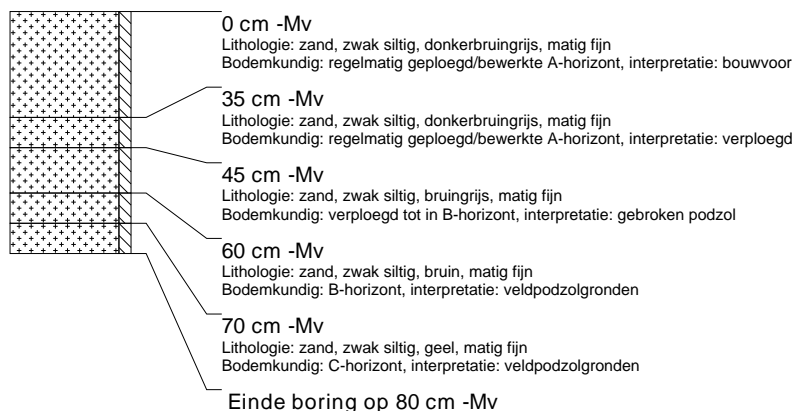 0 cm -Mv
Lithologie: zand, zwak siltig, donkerbruingrijs, matig fijn
Bodemkundig: regelmatig geploegd/bewerkte A-horizont, interpretatie: bouwvoor
35 cm -Mv
Lithologie: zand, zwak siltig, donkerbruingrijs, matig fijn
Bodemkundig: regelmatig geploegd/bewerkte A-horizont, interpretatie: verploegd
45 cm -Mv
Lithologie: zand, zwak siltig, bruingrijs, matig fijn
Bodemkundig: verploegd tot in B-horizont, interpretatie: gebroken podzol
60 cm -Mv
Lithologie: zand, zwak siltig, bruin, matig fijn
Bodemkundig: B-horizont, interpretatie: veldpodzolgronden
70 cm -Mv
Lithologie: zand, zwak siltig, geel, matig fijn
Bodemkundig: C-horizont, interpretatie: veldpodzolgronden
Einde boring op 80 cm -Mv